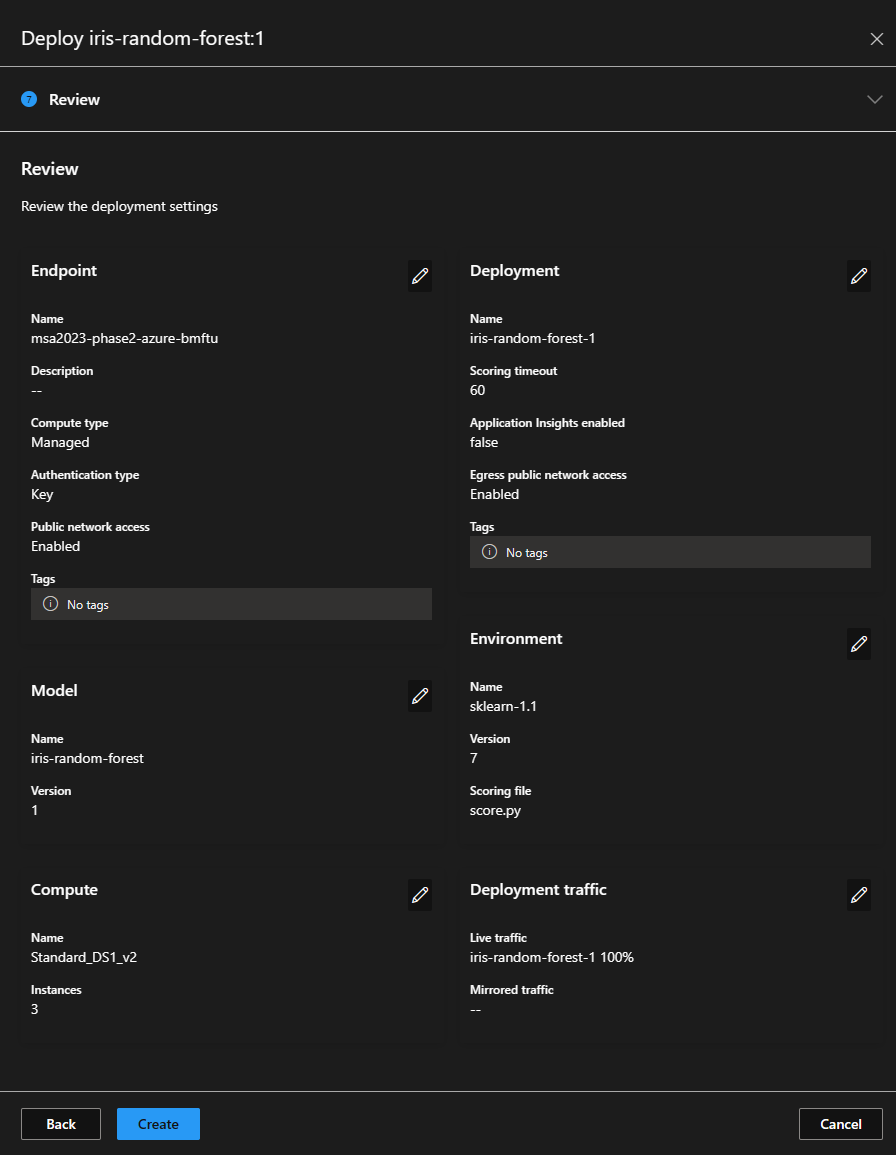 Deploy iris-random-forest:1
7 Review
Review
Review the deployment settings
Endpoint
Name
msa2023-phase2-azure-bmftu
Description
--
Compute type
Managed
Authentication type
Key
Public network access
Enabled
Tags
No tags
Model
Name
iris-random-forest
Version
1
Compute
Name
Standard_DS1_v2
Instances
3
Deployment
Name
iris-random-forest-1
Scoring timeout
60
Application Insights enabled
false
Egress public network access
Enabled
Tags
No tags
Environment
Name
sklearn-1.1
Version
7
Scoring file
score.py
Deployment traffic
Live traffic
iris-random-forest-1 100%
Mirrored traffic
--
Back
Create
Cancel